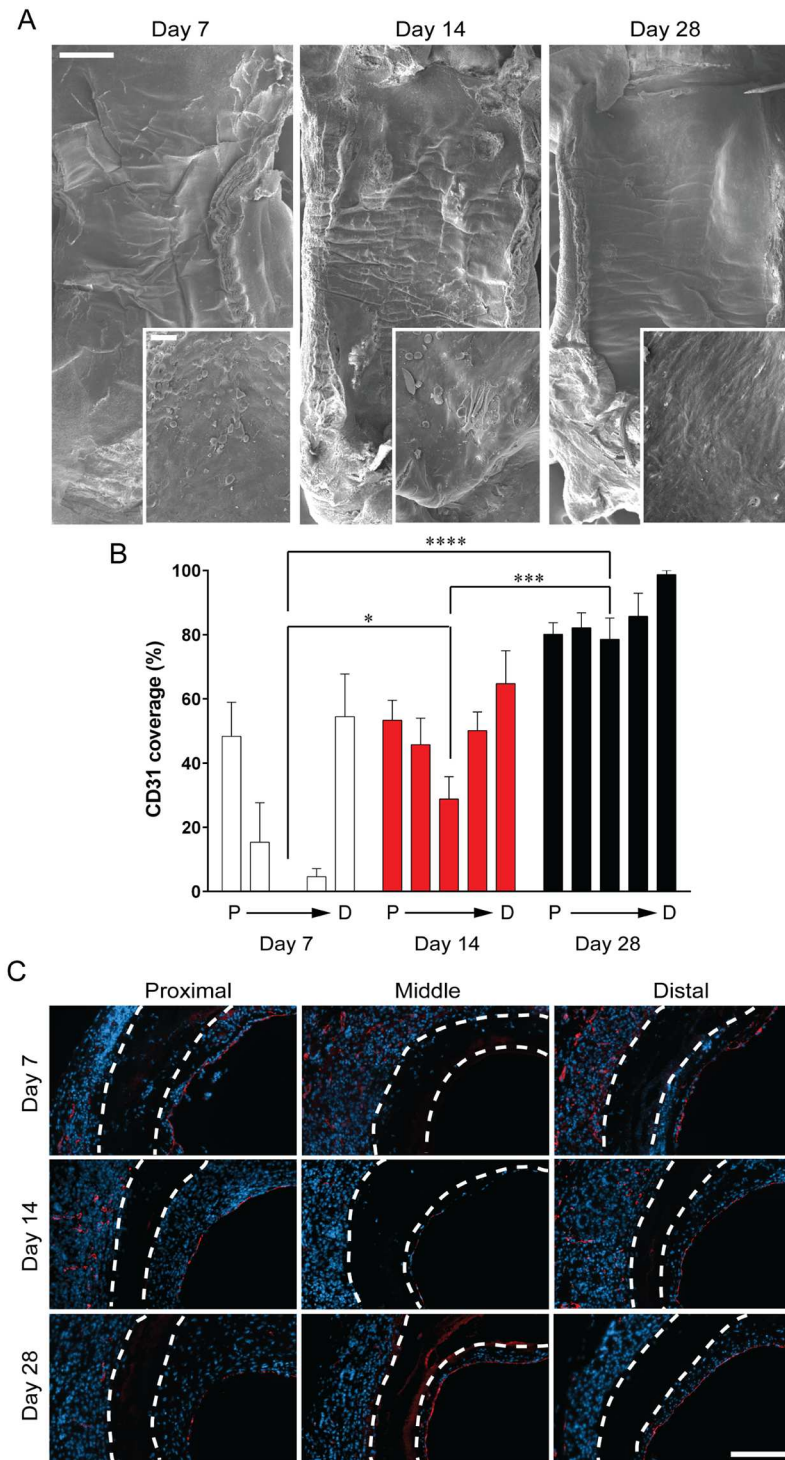 A
Day 7 Day 14 Day 28
B
CD31 coverage (%)
100
80
60
40
20
0
****
***
*
P D P D P D
Day 7 Day 14 Day 28
C
Proximal Middle Distal
Day 7
Day 14
Day 28